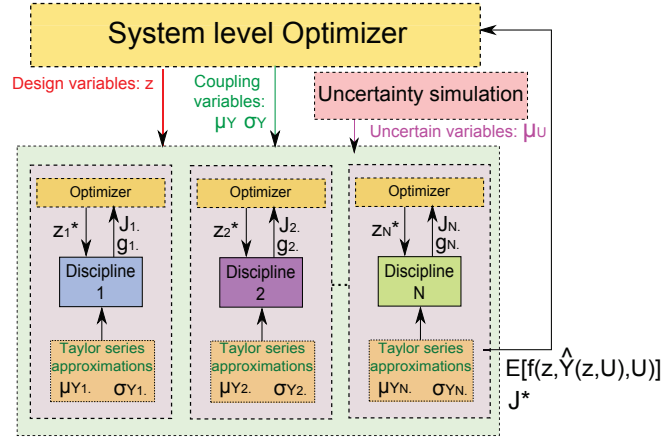 System level Optimizer
Design variables: z
Coupling
variables:
μY σY
Uncertainty simulation
Uncertain variables: μU
Optimizer
z1*
J1.
g1.
Discipline
1
Taylor series
approximations
μY1. σY1.
Optimizer
z2*
J2.
g2.
Discipline
2
Taylor series
approximations
μY2. σY2.
Optimizer
zN*
JN.
gN.
Discipline
N
Taylor series
approximations
μYN. σYN.
E[f(z,Ŷ(z,U),U)]
J*